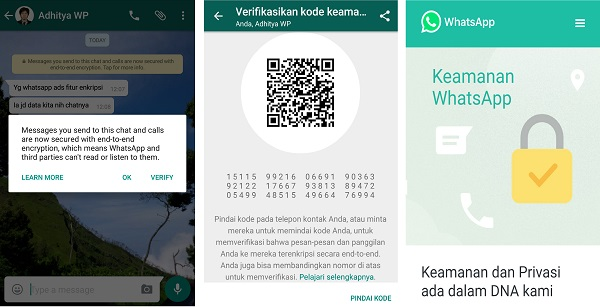 Adhitya WP
TODAY
Messages you send to this chat and calls are now secured with
end-to-end encryption. Tap for more info.
Yg whatsapp ads fitur enkripsi 12:07
Ia jd data kita nih chatnya 12:08
Messages you send to this chat and calls
are now secured with end-to-end
encryption, which means WhatsApp and
third parties can't read or listen to them.
LEARN MORE OK VERIFY
Type a message
Verifikasikan kode keama...
Anda, Adhitya WP
15115 99216 06691 90363
92122 17667 93813 89472
05499 48515 49664 76994
Pindai kode pada telepon kontak Anda, atau minta
mereka untuk memindai kode Anda, untuk
memverifikasi bahwa pesan-pesan dan panggilan
Anda ke mereka terenkripsi secara end-to-end.
Anda juga bisa membandingkan nomor di atas
untuk memverifikasi. Pelajari selengkapnya.
PINDAI KODE
WhatsApp
Keamanan
WhatsApp
Keamanan dan Privasi
ada dalam DNA kami